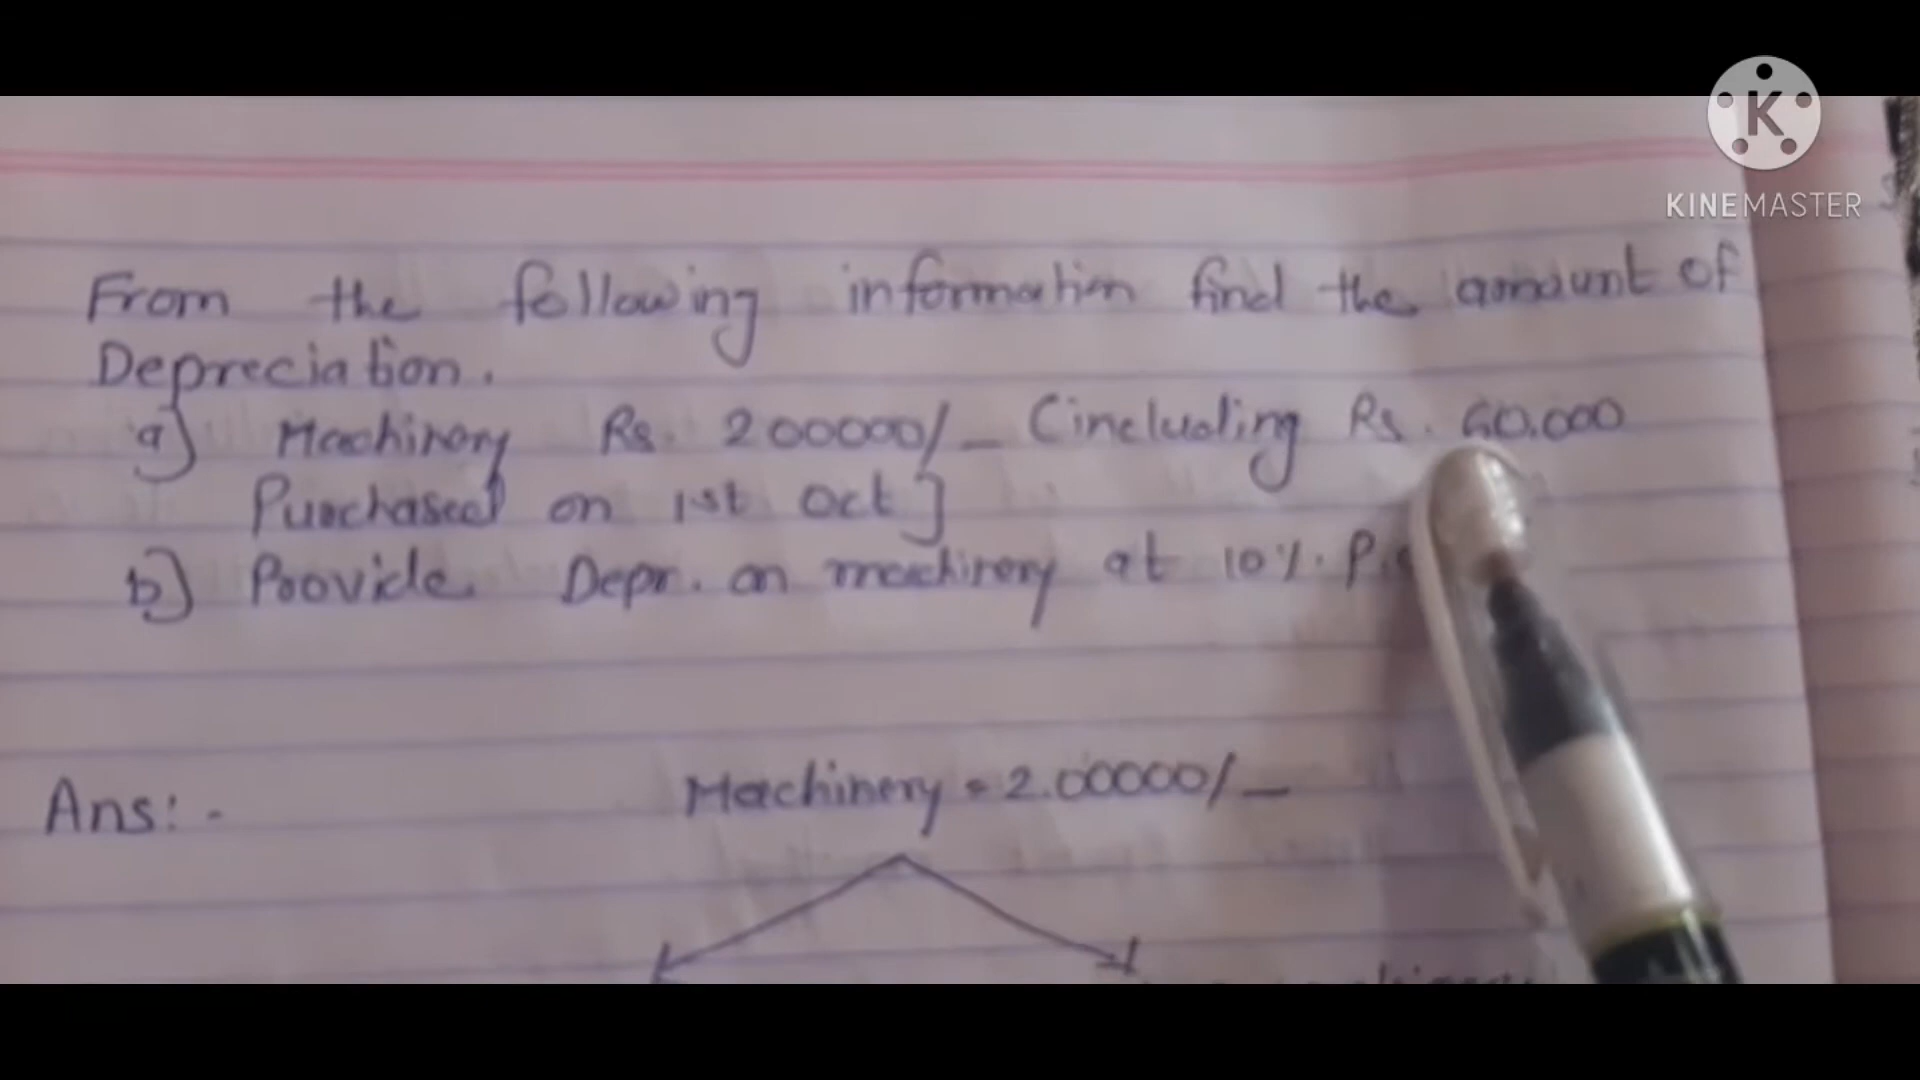 K
KINEMASTER
From the following information find the amount of
Depreciation.
a) Machinery Rs. 200000/- (including Rs. 60.000
Purchased on 1st Oct]
b) Provide Depr. on machinery at 10%. P.
Ans:- Machinery = 2.00000/-